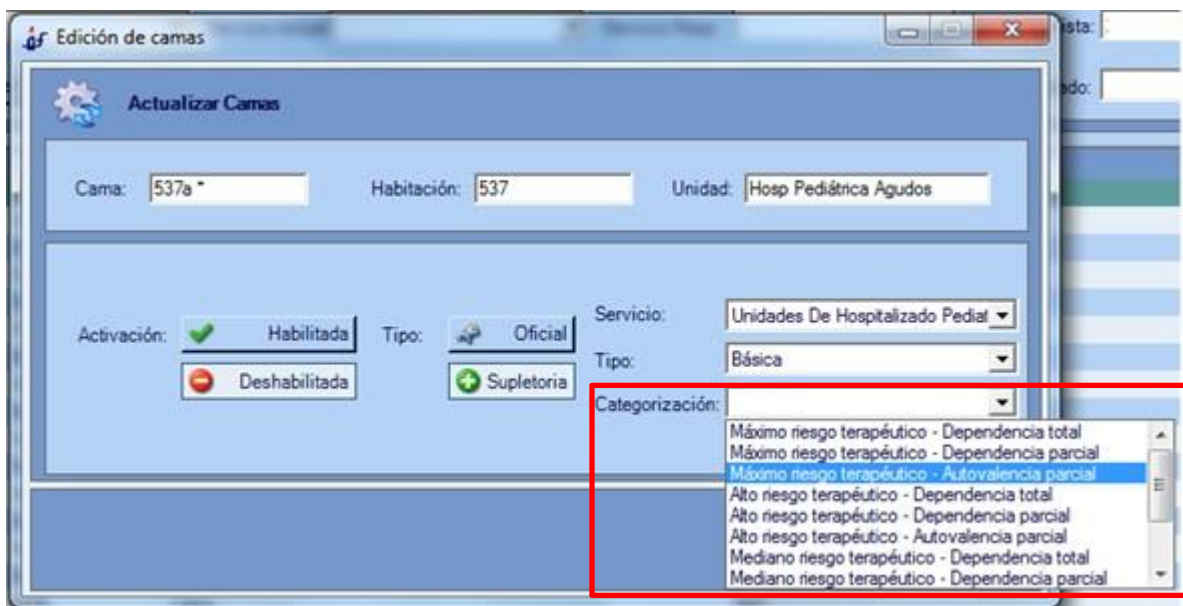 Edición de camas
ista:
ado:
Actualizar Camas
Cama: 537a * Habitación: 537 Unidad: Hosp Pediátrica Agudos
Activación: Habilitada Tipo: Oficial Servicio: Unidades De Hospitalizado Pediat
Deshabilitada Supletoria Tipo: Básica
Categorización:
Máximo riesgo terapéutico - Dependencia total
Máximo riesgo terapéutico - Dependencia parcial
Máximo riesgo terapéutico - Autovalencia parcial
Alto riesgo terapéutico - Dependencia total
Alto riesgo terapéutico - Dependencia parcial
Alto riesgo terapéutico - Autovalencia parcial
Mediano riesgo terapéutico - Dependencia total
Mediano riesgo terapéutico - Dependencia parcial